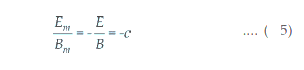 E_m/B_m = -E/B = -c .... ( 5)